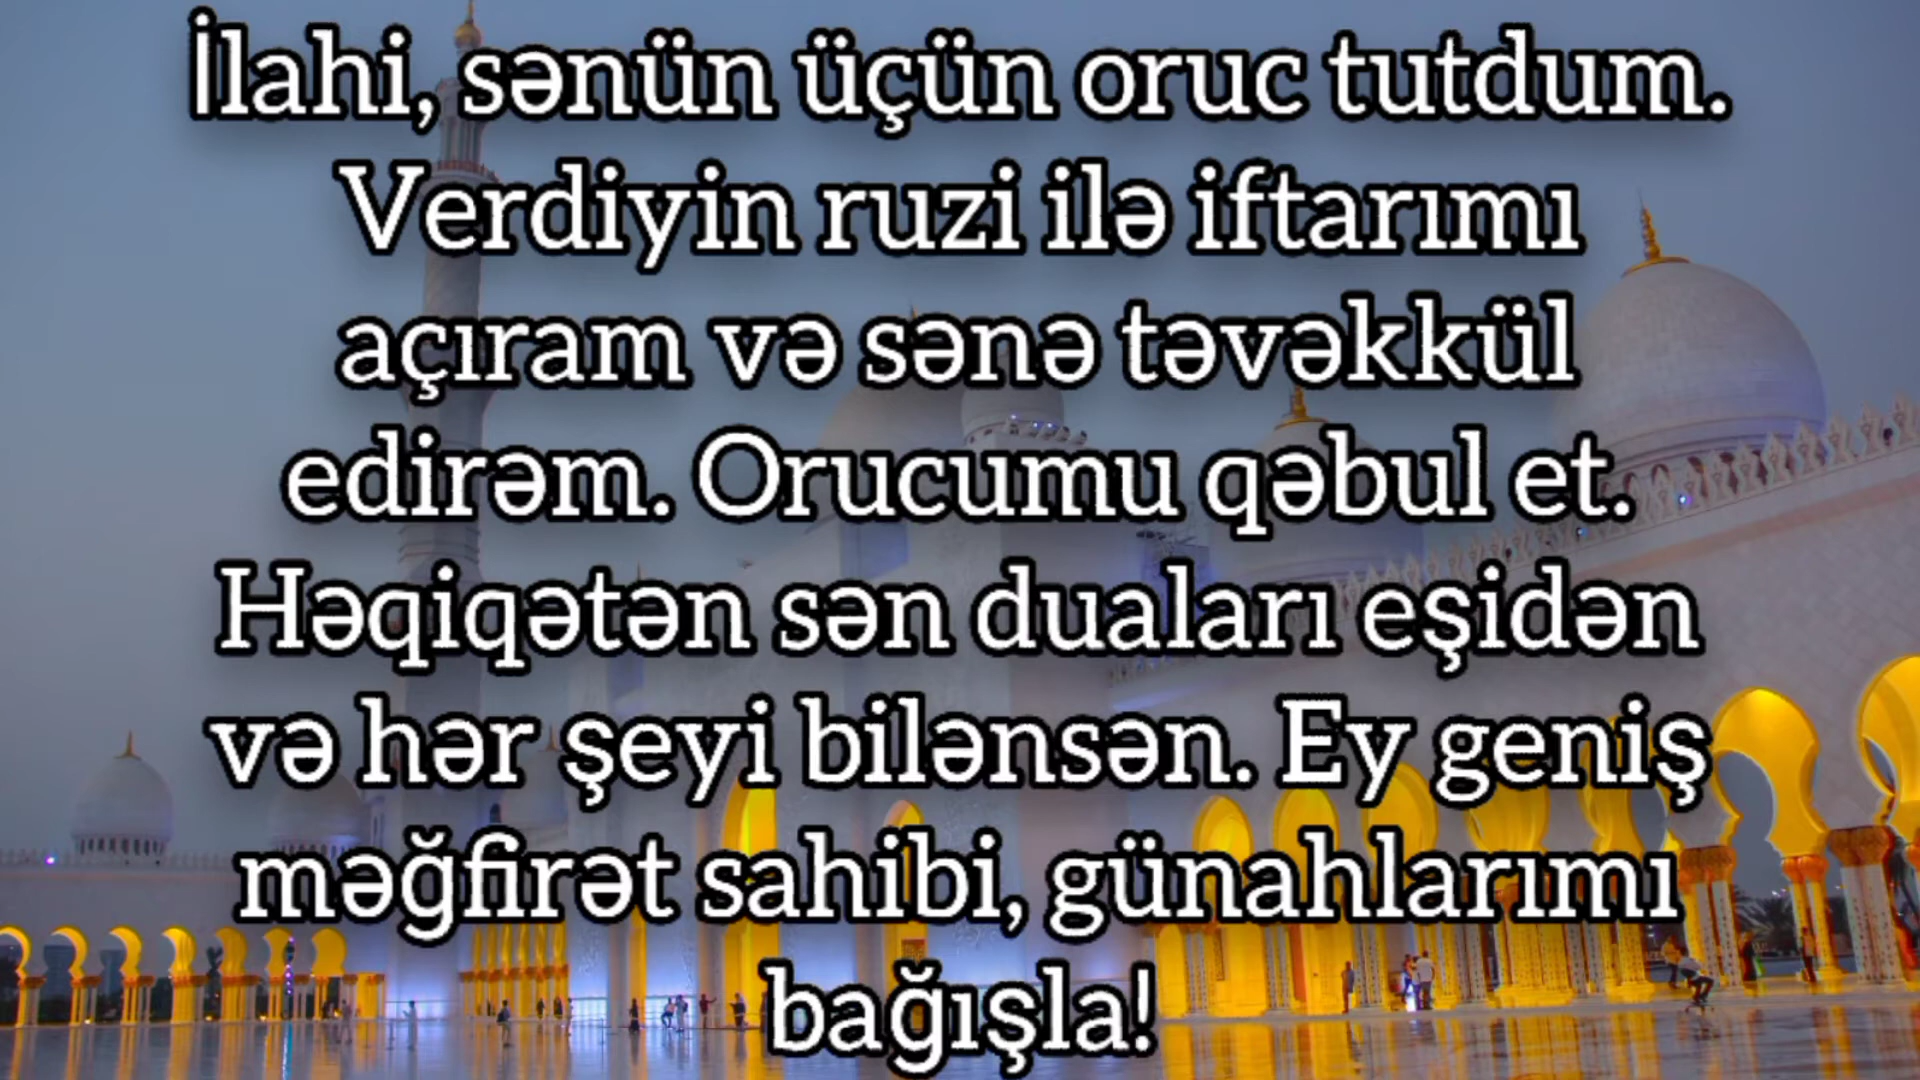 İlahi, sənün üçün oruc tutdum.
Verdiyin ruzi ilə iftarımı
açıram və sənə təvəkkül
edirəm. Orucumu qəbul et.
Həqiqətən sən duaları eşidən
və hər şeyi bilənsən. Ey geniş
məğfirət sahibi, günahlarımı
bağışla!